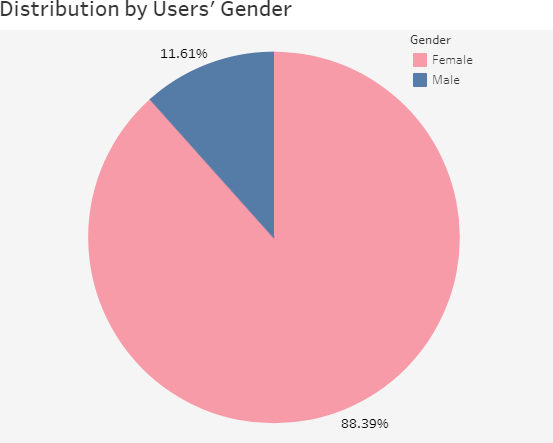 Distribution by Users’ Gender
Gender
Female
Male
11.61%
88.39%